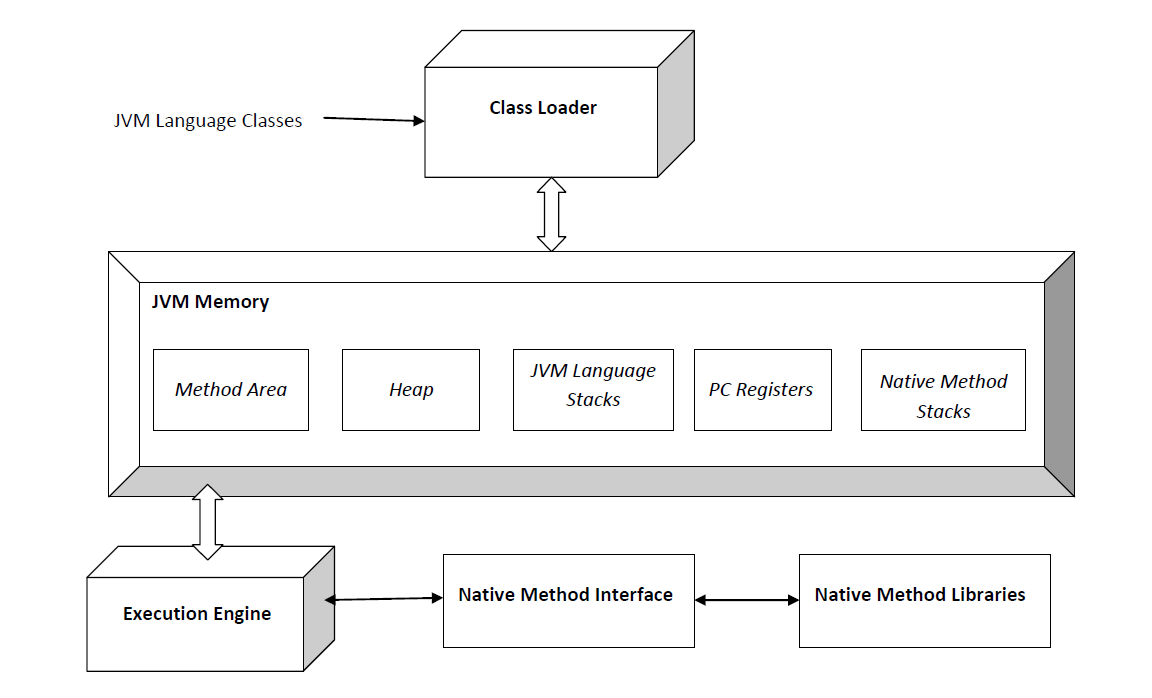 Class Loader
JVM Language Classes
JVM Memory
Method Area
Heap
JVM Language
Stacks
PC Registers
Native Method
Stacks
Execution Engine
Native Method Interface
Native Method Libraries